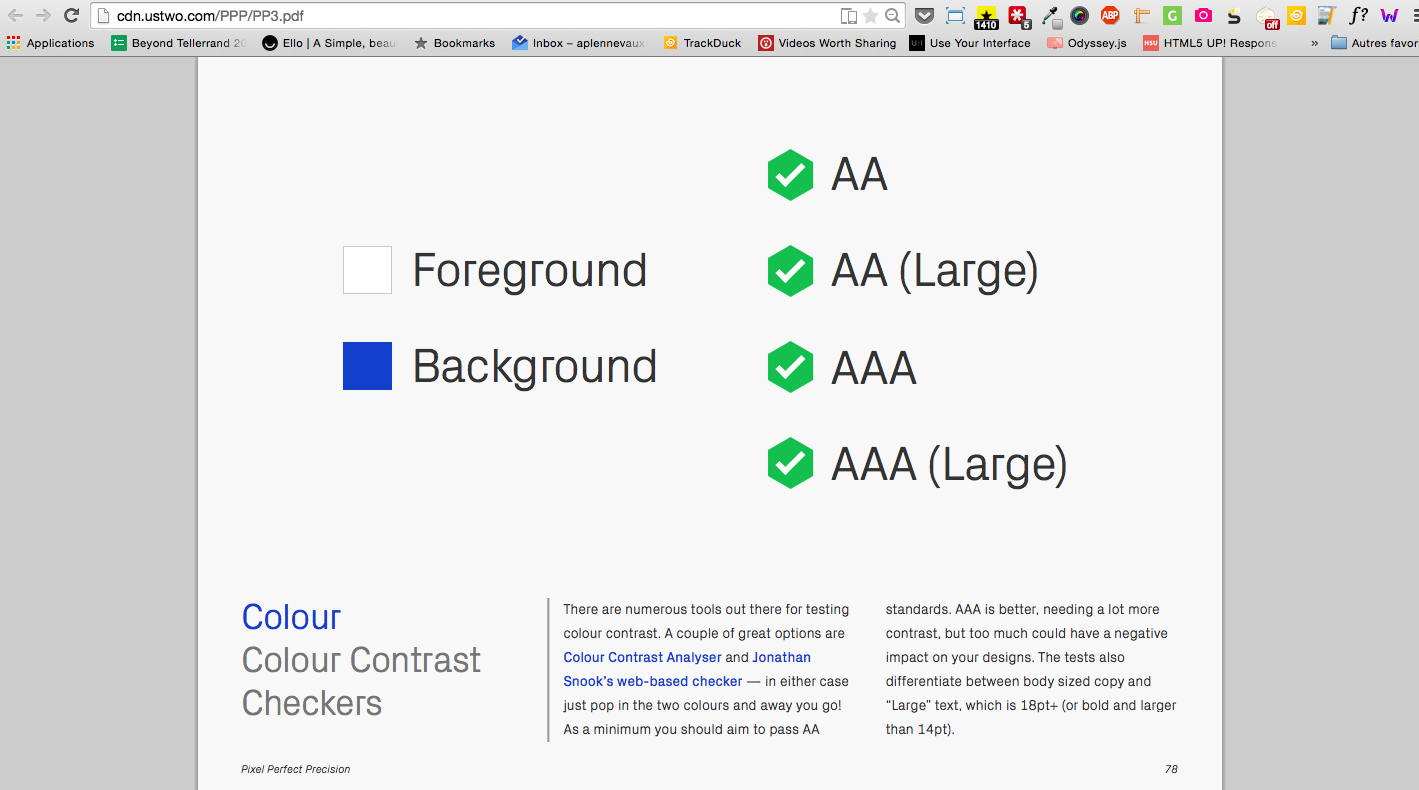 cdn.ustwo.com/PPP/PP3.pdf
1410
5
ABP
G
off
f?
Applications
Beyond Tellerrand 20
Ello | A Simple, beau
Bookmarks
Inbox – aplennevaux
TrackDuck
Videos Worth Sharing
Use Your Interface
Odyssey.js
HSU
HTML5 UP! Respons
»
Autres favor
AA
Foreground
AA (Large)
Background
AAA
AAA (Large)
Colour
Colour Contrast
Checkers
There are numerous tools out there for testing
colour contrast. A couple of great options are
Colour Contrast Analyser and Jonathan
Snook’s web-based checker — in either case
just pop in the two colours and away you go!
As a minimum you should aim to pass AA
standards. AAA is better, needing a lot more
contrast, but too much could have a negative
impact on your designs. The tests also
differentiate between body sized copy and
“Large” text, which is 18pt+ (or bold and larger
than 14pt).
Pixel Perfect Precision
78